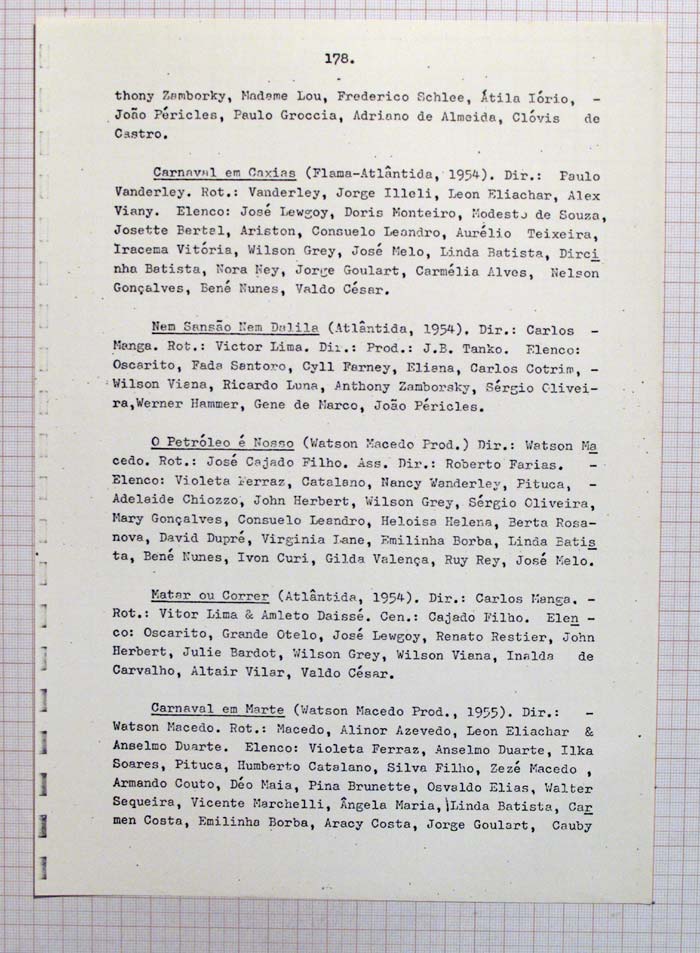 178.
thony Zamborky, Madame Lou, Frederico Schlee, Átila Iório, -
João Péricles, Paulo Groccia, Adriano de Almeida, Clóvis de
Castro.
Carnaval em Caxias (Flama-Atlântida, 1954). Dir.: Paulo
Vanderley. Rot.: Vanderley, Jorge Illeli, Leon Eliachar, Alex
Viany. Elenco: José Lewgoy, Doris Monteiro, Modesto de Souza,
Josette Bertal, Ariston, Consuelo Leandro, Aurélio Teixeira,
Iracema Vitória, Wilson Grey, José Melo, Linda Batista, Dirci
nha Batista, Nora Ney, Jorge Goulart, Carmélia Alves, Nelson
Gonçalves, Bené Nunes, Valdo César.
Nem Sansão Nem Dalila (Atlântida, 1954). Dir.: Carlos -
Manga. Rot.: Victor Lima. Dir.: Prod.: J.B. Tanko. Elenco:
Oscarito, Fada Santoro, Cyll Farney, Eliana, Carlos Cotrim, -
Wilson Viana, Ricardo Luna, Anthony Zamborsky, Sérgio Olivei-
ra,Werner Hammer, Gene de Marco, João Péricles.
O Petróleo é Nosso (Watson Macedo Prod.) Dir.: Watson Ma
cedo. Rot.: José Cajado Filho. Ass. Dir.: Roberto Farias. -
Elenco: Violeta Ferraz, Catalano, Nancy Wanderley, Pituca, -
Adelaide Chiozzo, John Herbert, Wilson Grey, Sérgio Oliveira,
Mary Gonçalves, Consuelo Leandro, Heloisa Helena, Berta Rosa-
nova, David Dupré, Virginia Lane, Emilinha Borba, Linda Batis
ta, Bené Nunes, Ivon Curi, Gilda Valença, Ruy Rey, José Melo.
Matar ou Correr (Atlântida, 1954). Dir.: Carlos Manga. -
Rot.: Vitor Lima & Amleto Daissé. Cen.: Cajado Filho. Elen -
co: Oscarito, Grande Otelo, José Lewgoy, Renato Restier, John
Herbert, Julie Bardot, Wilson Grey, Wilson Viana, Inalda de
Carvalho, Altair Vilar, Valdo César.
Carnaval em Marte (Watson Macedo Prod., 1955). Dir.: -
Watson Macedo. Rot.: Macedo, Alinor Azevedo, Leon Eliachar &
Anselmo Duarte. Elenco: Violeta Ferraz, Anselmo Duarte, Ilka
Soares, Pituca, Humberto Catalano, Silva Filho, Zezé Macedo ,
Armando Couto, Déo Maia, Pina Brunette, Osvaldo Elias, Walter
Sequeira, Vicente Marchelli, Ângela Maria, Linda Batista, Car
men Costa, Emilinha Borba, Aracy Costa, Jorge Goulart, Cauby